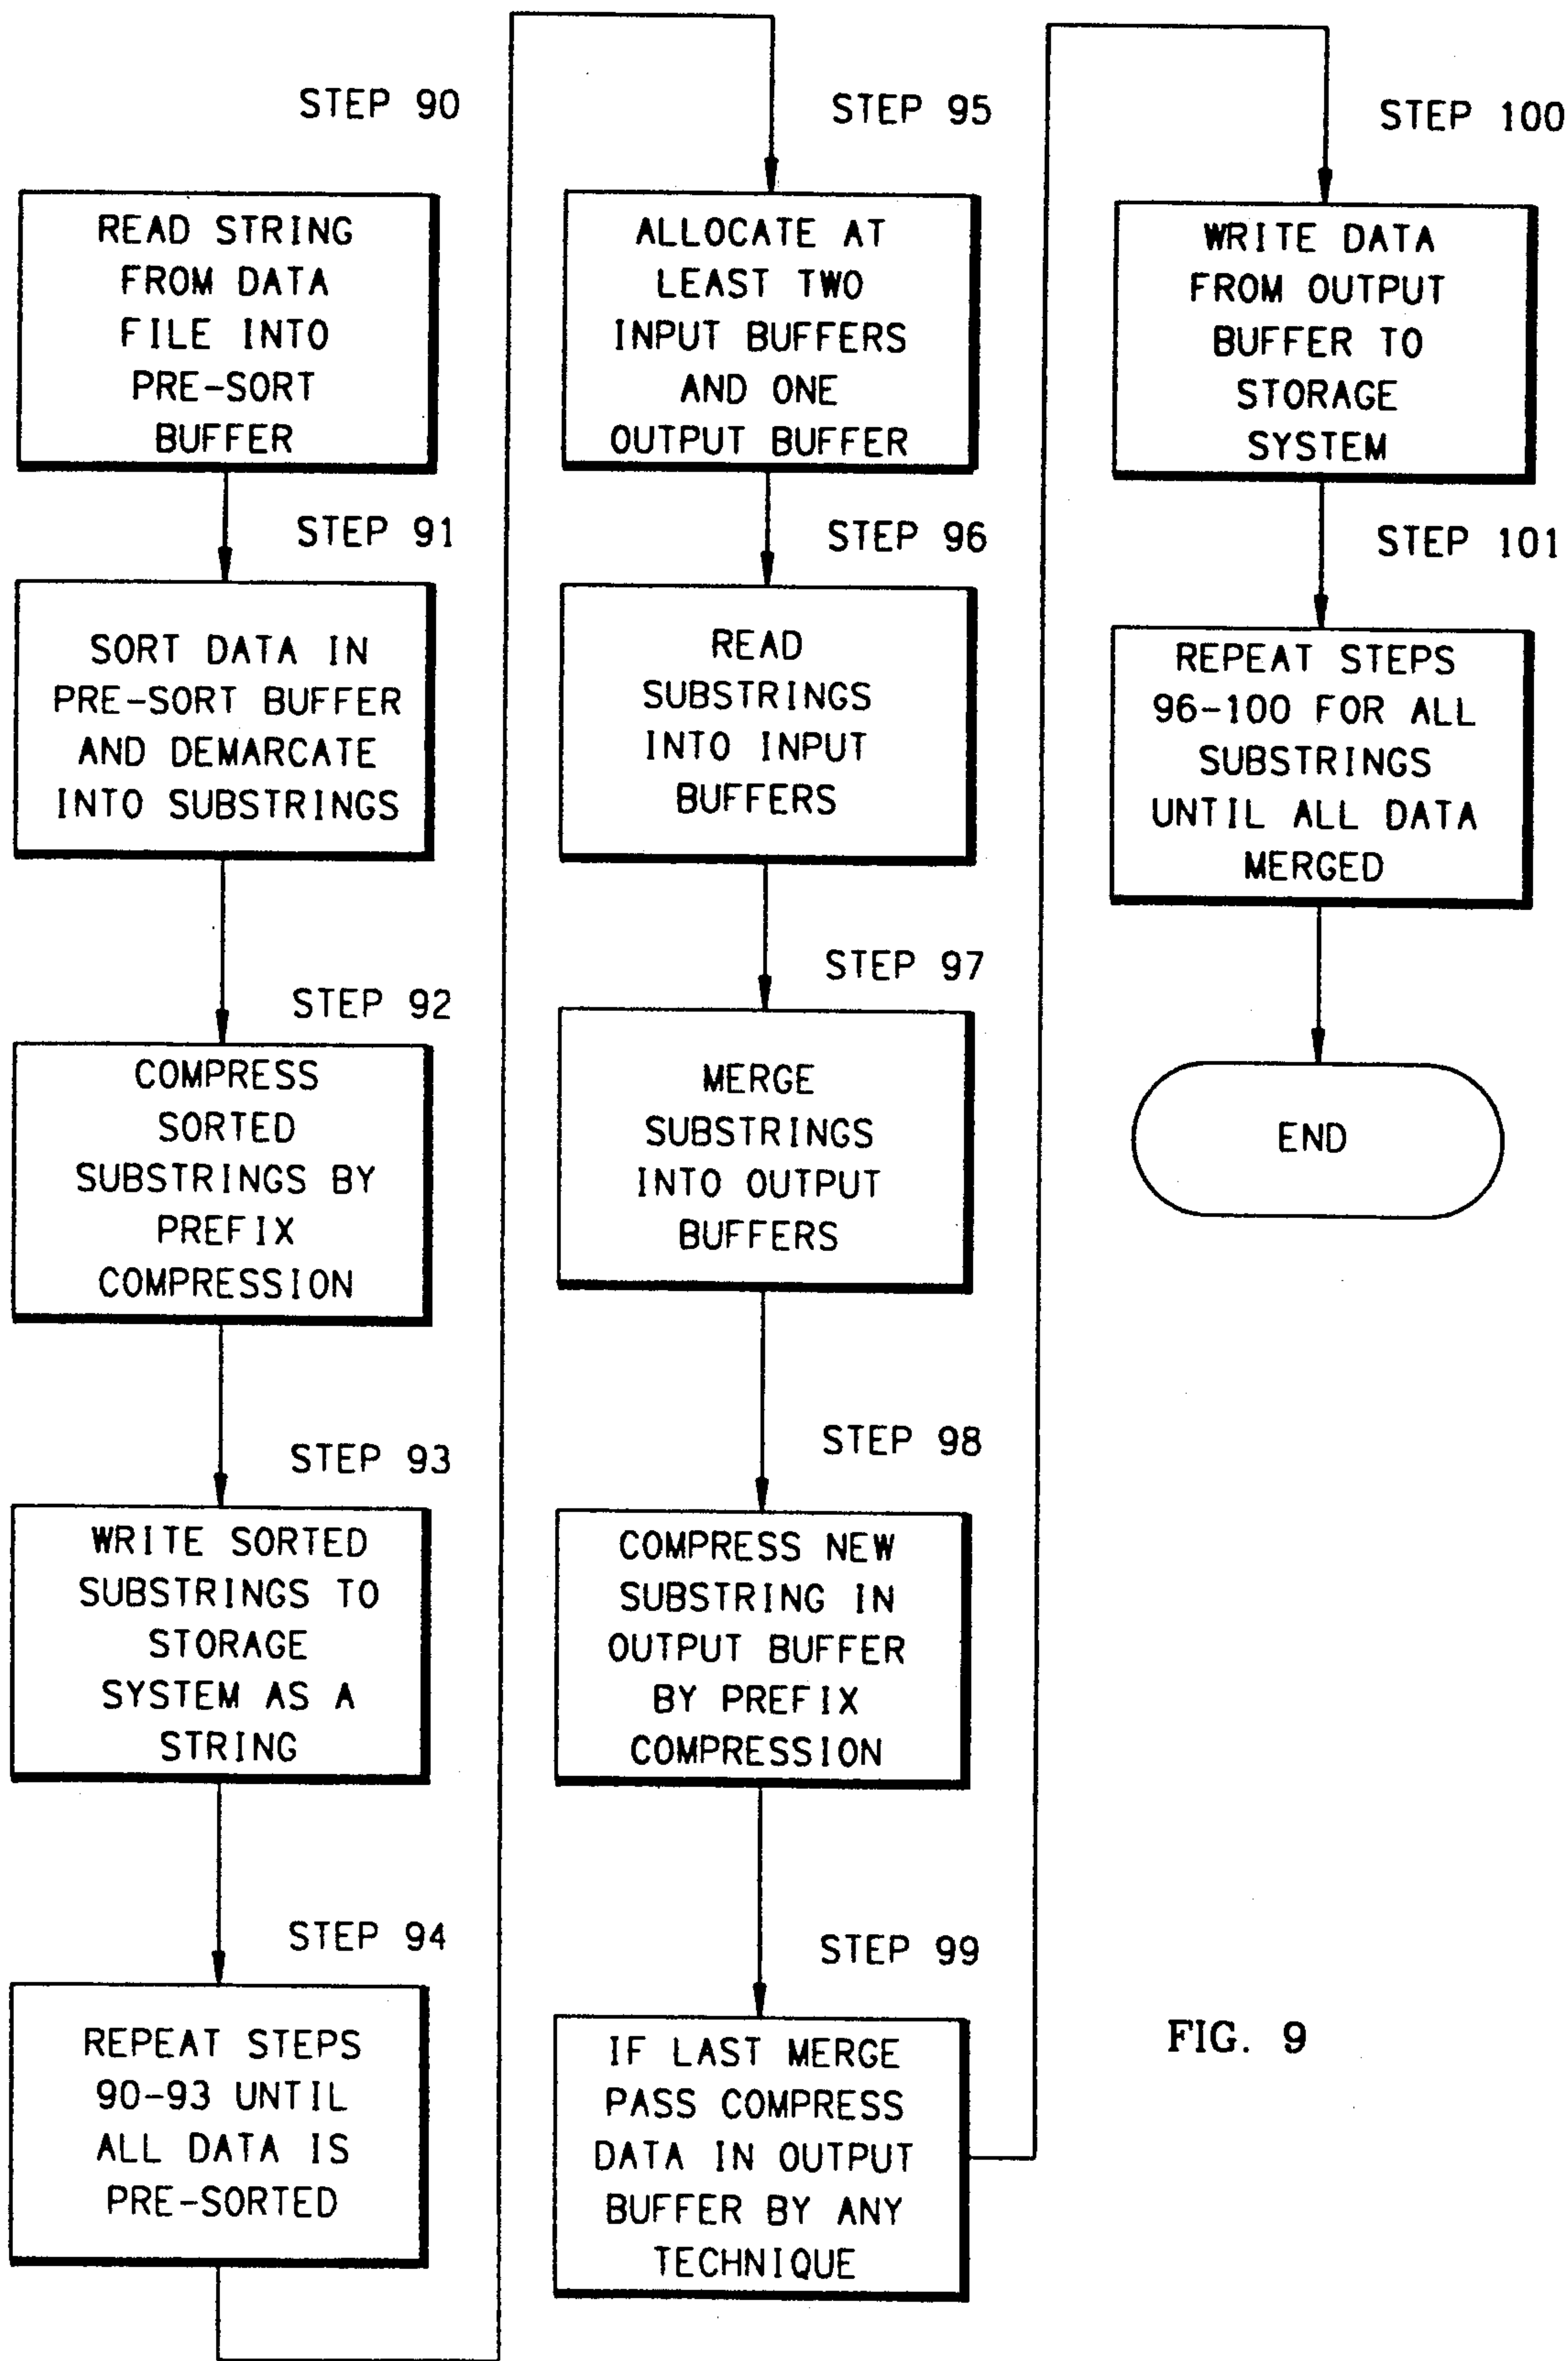 STEP 90
READ STRING
FROM DATA
FILE INTO
PRE-SORT
BUFFER
STEP 91
SORT DATA IN
PRE-SORT BUFFER
AND DEMARCATE
INTO SUBSTRINGS
STEP 92
COMPRESS
SORTED
SUBSTRINGS BY
PREFIX
COMPRESSION
STEP 93
WRITE SORTED
SUBSTRINGS TO
STORAGE
SYSTEM AS A
STRING
STEP 94
REPEAT STEPS
90-93 UNTIL
ALL DATA IS
PRE-SORTED
STEP 95
ALLOCATE AT
LEAST TWO
INPUT BUFFERS
AND ONE
OUTPUT BUFFER
STEP 96
READ
SUBSTRINGS
INTO INPUT
BUFFERS
STEP 97
MERGE
SUBSTRINGS
INTO OUTPUT
BUFFERS
STEP 98
COMPRESS NEW
SUBSTRING IN
OUTPUT BUFFER
BY PREFIX
COMPRESSION
STEP 99
IF LAST MERGE
PASS COMPRESS
DATA IN OUTPUT
BUFFER BY ANY
TECHNIQUE
STEP 100
WRITE DATA
FROM OUTPUT
BUFFER TO
STORAGE
SYSTEM
STEP 101
REPEAT STEPS
96-100 FOR ALL
SUBSTRINGS
UNTIL ALL DATA
MERGED
END
FIG. 9